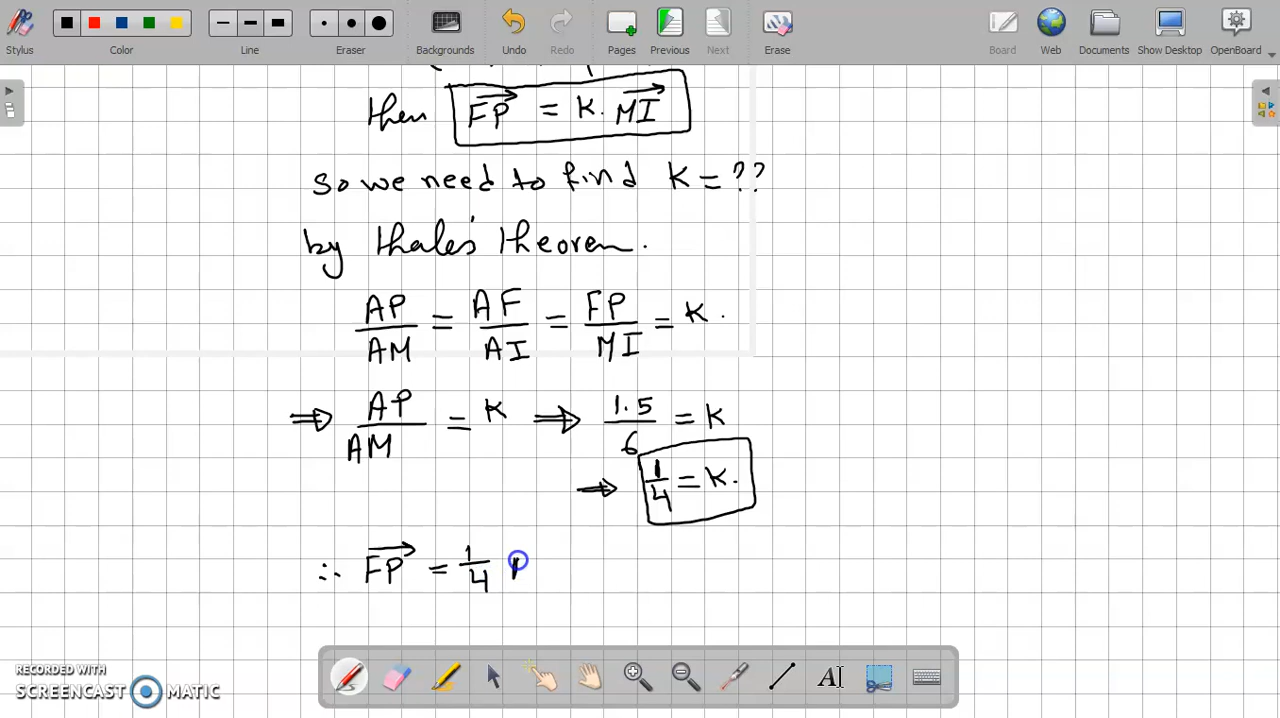 Stylus Color Line Eraser Backgrounds Undo Redo Pages Previous Next Erase Board Web Documents Show Desktop OpenBoard
then FP = K. MI
so we need to find K = ??
by thale's theorem.
AP/AM = AF/AI = FP/MI = K.
⇒ AP/AM = K ⇒ 1.5/6 = K
⇒ 1/4 = K.
∴ FP = 1/4
RECORDED WITH
SCREENCAST MATIC